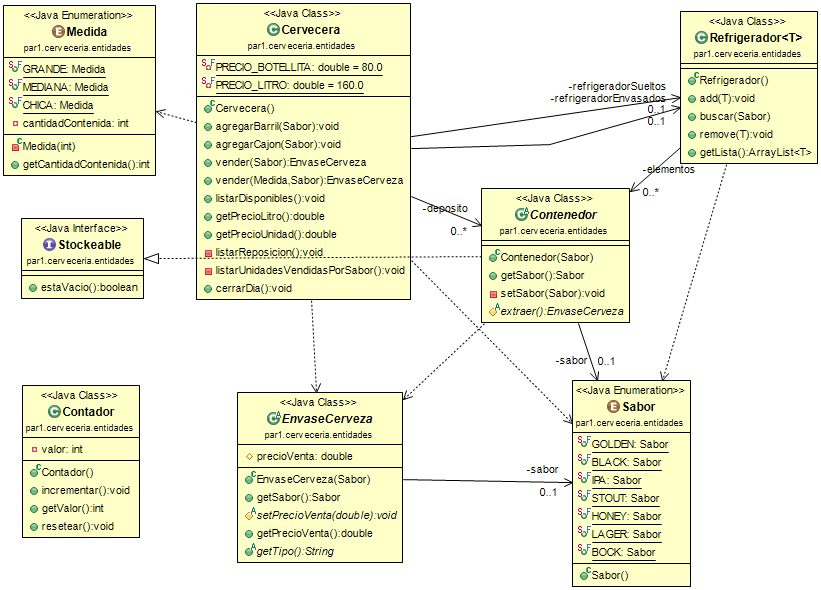 <<Java Enumeration>>
Medida
par1.cerveceria.entidades
GRANDE: Medida
MEDIANA: Medida
CHICA: Medida
cantidadContenida: int
Medida(int)
getCantidadContenida():int
<<Java Class>>
Cervecera
par1.cerveceria.entidades
PRECIO_BOTELLITA: double = 80.0
PRECIO_LITRO: double = 160.0
Cervecera()
agregarBarril(Sabor):void
agregarCajon(Sabor):void
vender(Sabor):EnvaseCerveza
vender(Medida,Sabor):EnvaseCerveza
listarDisponibles():void
getPrecioLitro():double
getPrecioUnidad():double
listarReposicion():void
listarUnidadesVendidasPorSabor():void
cerrarDia():void
<<Java Class>>
Refrigerador<T>
par1.cerveceria.entidades
Refrigerador()
add(T):void
buscar(Sabor)
remove(T):void
getLista():ArrayList<T>
-refrigeradorSueltos
-refrigeradorEnvasados
0..1
0..1
-elementos
0..*
-deposito
0..*
<<Java Class>>
Contenedor
par1.cerveceria.entidades
Contenedor(Sabor)
getSabor():Sabor
setSabor(Sabor):void
extraer():EnvaseCerveza
<<Java Interface>>
Stockeable
par1.cerveceria.entidades
estaVacio():boolean
-sabor
0..1
<<Java Class>>
Contador
par1.cerveceria.entidades
valor: int
Contador()
incrementar():void
getValor():int
resetear():void
<<Java Class>>
EnvaseCerveza
par1.cerveceria.entidades
precioVenta: double
EnvaseCerveza(Sabor)
getSabor():Sabor
setPrecioVenta(double):void
getPrecioVenta():double
getTipo():String
-sabor
0..1
<<Java Enumeration>>
Sabor
par1.cerveceria.entidades
GOLDEN: Sabor
BLACK: Sabor
IPA: Sabor
STOUT: Sabor
HONEY: Sabor
LAGER: Sabor
BOCK: Sabor
Sabor()